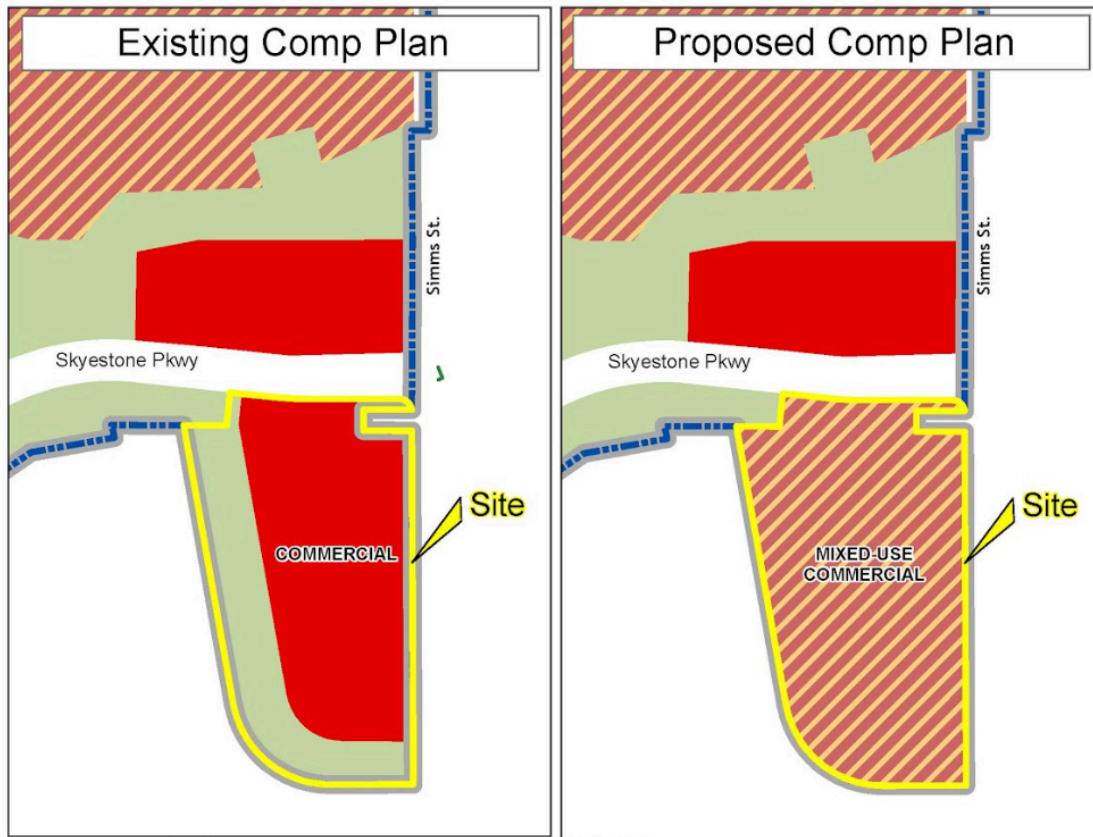 Existing Comp Plan
Simms St.
Skyestone Pkwy
Site
COMMERCIAL
Proposed Comp Plan
Simms St.
Skyestone Pkwy
Site
MIXED-USE
COMMERCIAL